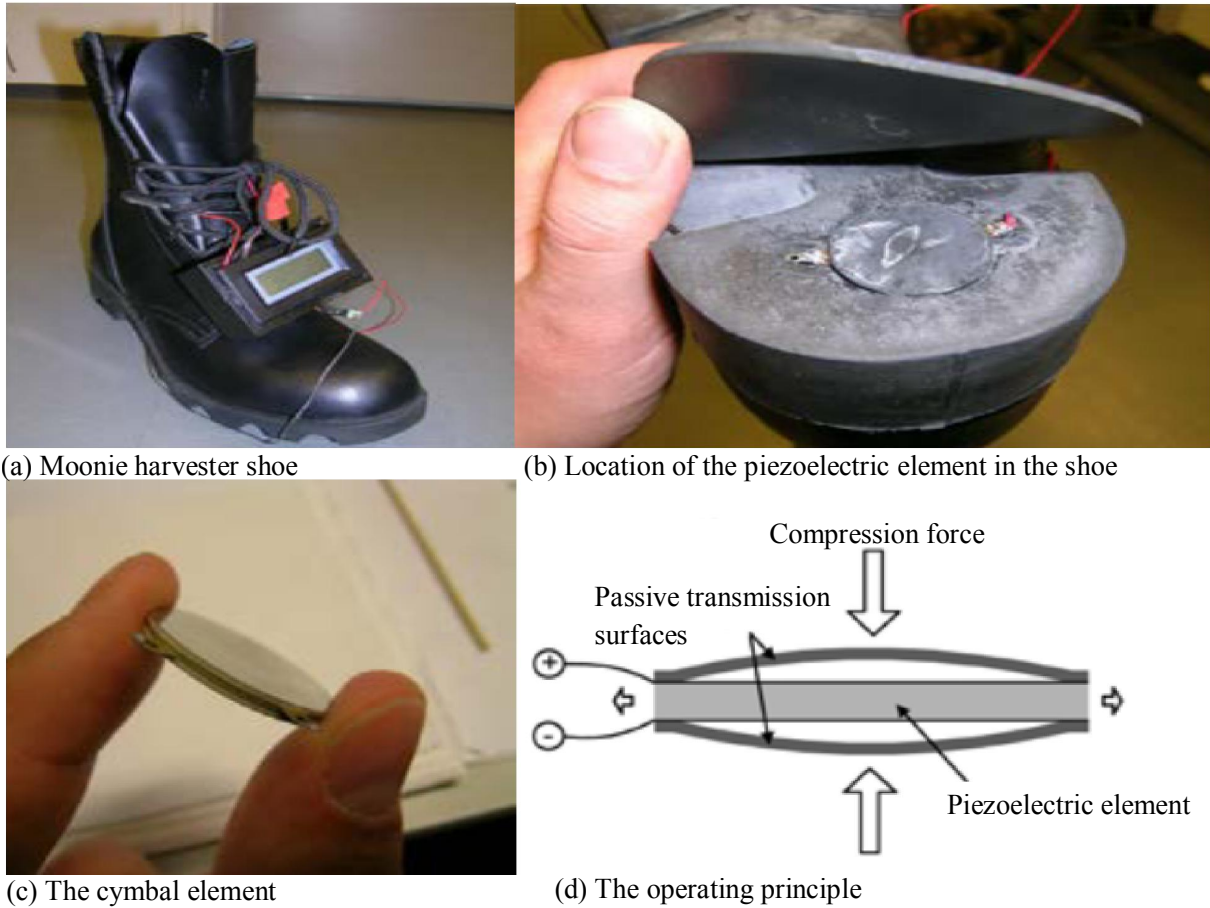 (a) Moonie harvester shoe
(b) Location of the piezoelectric element in the shoe
Compression force
Passive transmission
surfaces
+
-
Piezoelectric element
(c) The cymbal element
(d) The operating principle